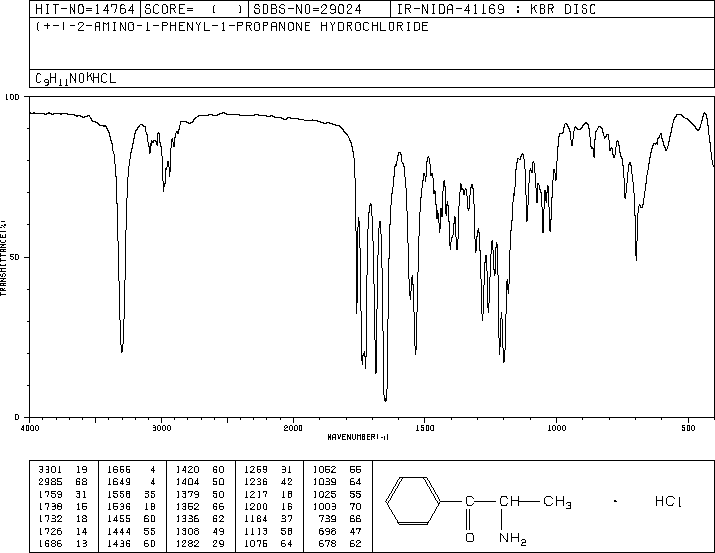 HIT-NO=14764 SCORE= ( ) SDBS-NO=29024 IR-NIDA-41169 : KBR DISC
(+-)-2-AMINO-1-PHENYL-1-PROPANONE HYDROCHLORIDE
C9H11NO*HCL
100
50
0
TRANSMITTANCE(%)
4000 3000 2000 1500 1000 500
WAVENUMBER(-1)
3301 19 1666 4 1420 60 1269 31 1062 55
2985 68 1649 4 1404 50 1236 42 1039 64
1759 31 1558 35 1379 50 1217 18 1025 55
1738 16 1536 18 1352 66 1200 16 1003 70
1732 18 1455 60 1336 62 1184 37 739 66
1726 14 1444 55 1308 49 1113 58 698 47
1686 13 1436 60 1282 29 1075 64 678 62
C CH CH3 · HCl
O NH2